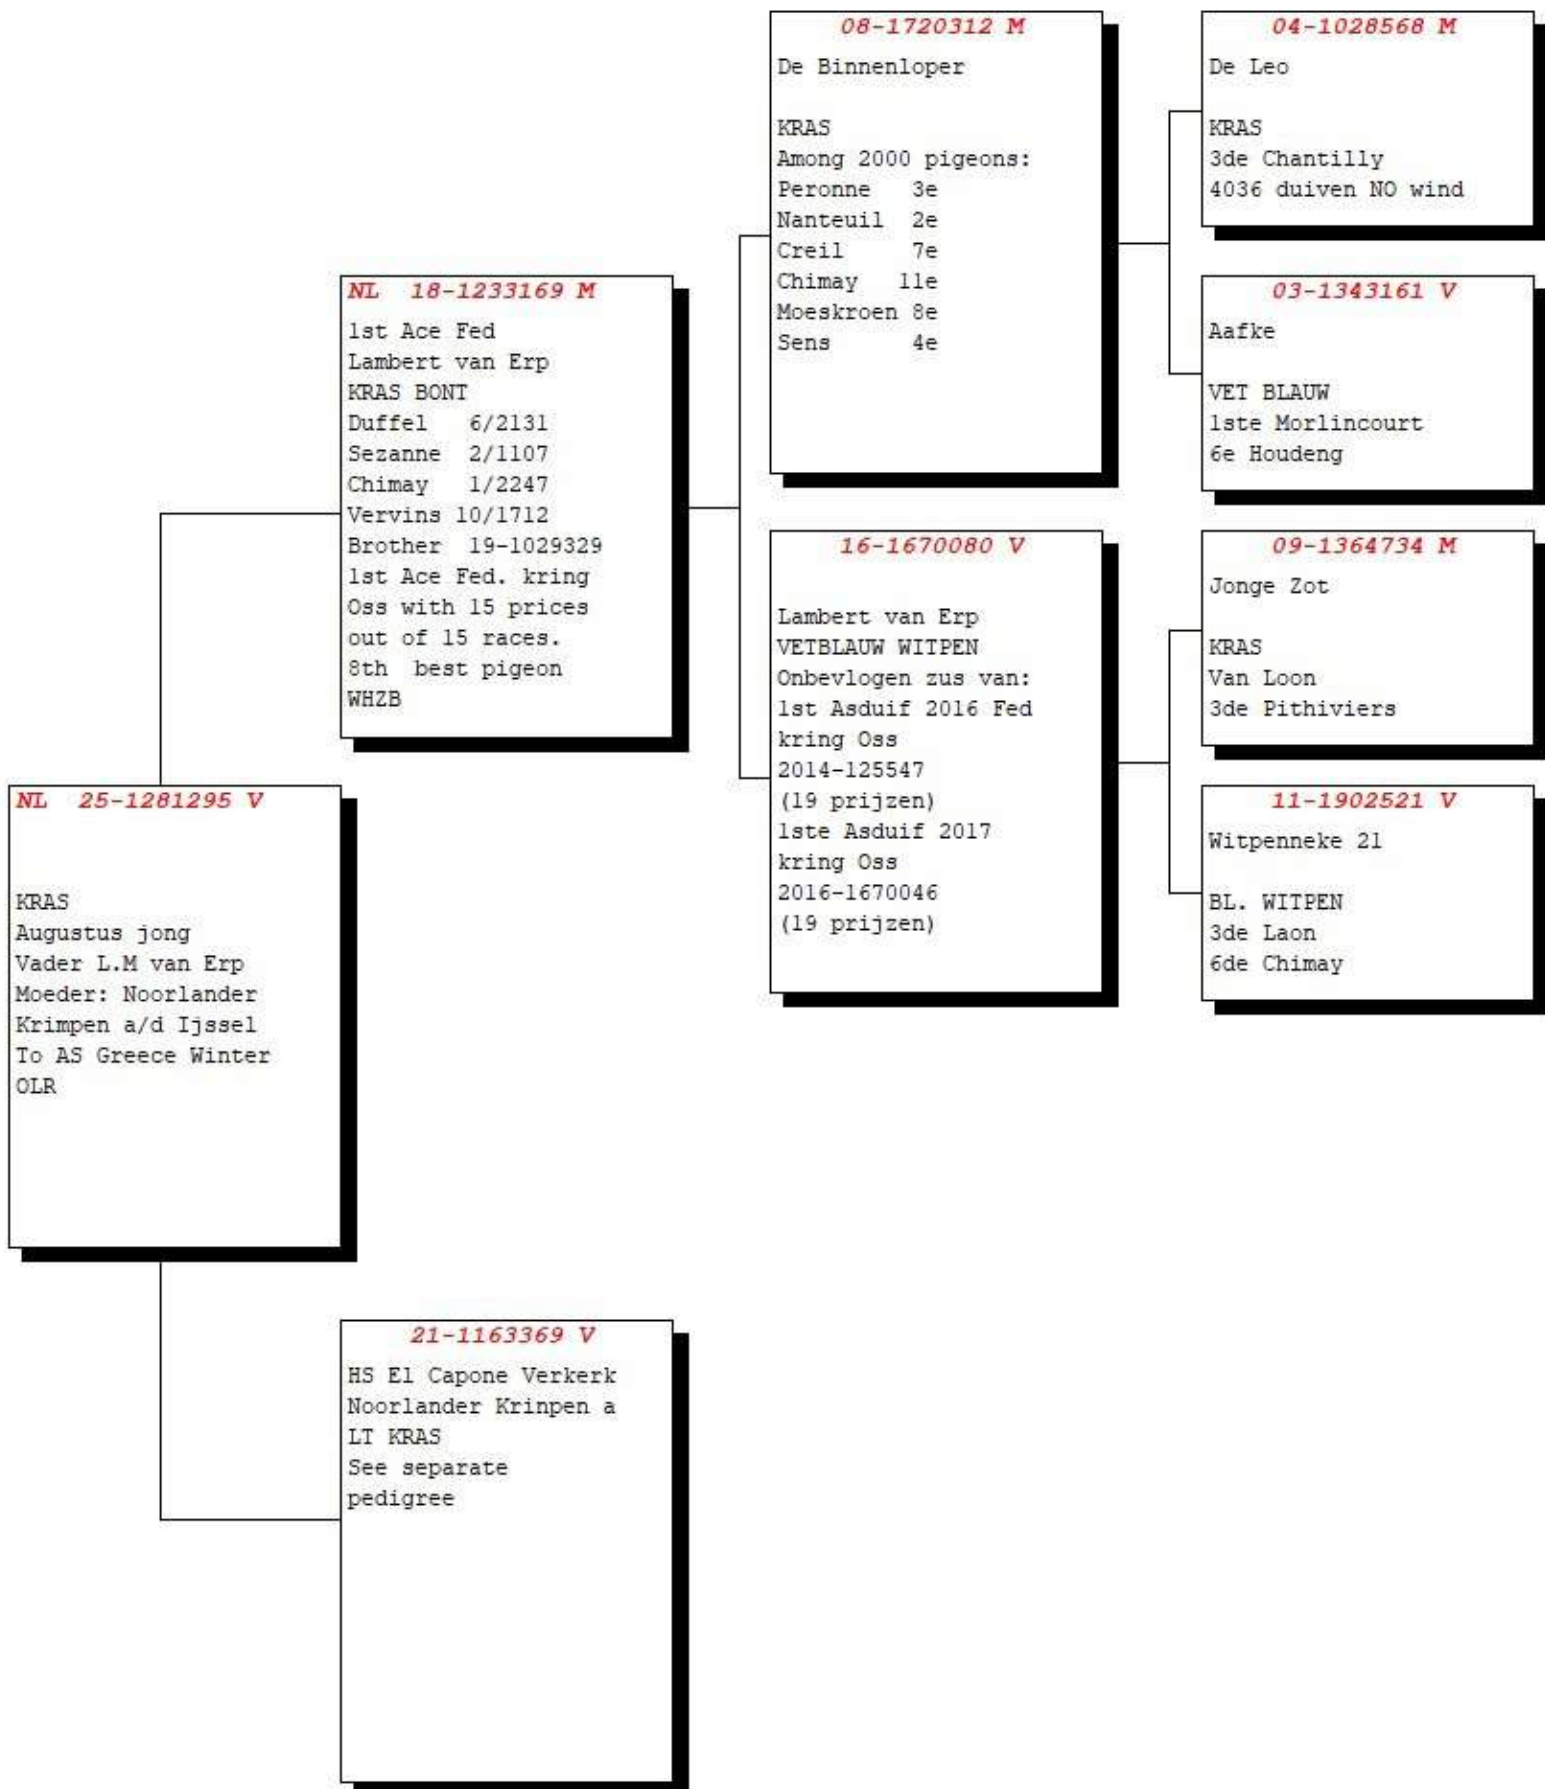 08-1720312 M
De Binnenloper
KRAS
Among 2000 pigeons:
Peronne 3e
Nanteuil 2e
Creil 7e
Chimay 11e
Moeskroen 8e
Sens 4e
04-1028568 M
De Leo
KRAS
3de Chantilly
4036 duiven NO wind
NL 18-1233169 M
1st Ace Fed
Lambert van Erp
KRAS BONT
Duffel 6/2131
Sezanne 2/1107
Chimay 1/2247
Vervins 10/1712
Brother 19-1029329
1st Ace Fed. kring
Oss with 15 prices
out of 15 races.
8th best pigeon
WHZB
03-1343161 V
Aafke
VET BLAUW
1ste Morlincourt
6e Houdeng
16-1670080 V
Lambert van Erp
VETBLAUW WITPEN
Onbevlogen zus van:
1st Asduif 2016 Fed
kring Oss
2014-125547
(19 prijzen)
1ste Asduif 2017
kring Oss
2016-1670046
(19 prijzen)
09-1364734 M
Jonge Zot
KRAS
Van Loon
3de Pithiviers
NL 25-1281295 V
KRAS
Augustus jong
Vader L.M van Erp
Moeder: Noorlander
Krimpen a/d Ijssel
To AS Greece Winter
OLR
11-1902521 V
Witpenneke 21
BL. WITPEN
3de Laon
6de Chimay
21-1163369 V
HS El Capone Verkerk
Noorlander Krinpen a
LT KRAS
See separate
pedigree